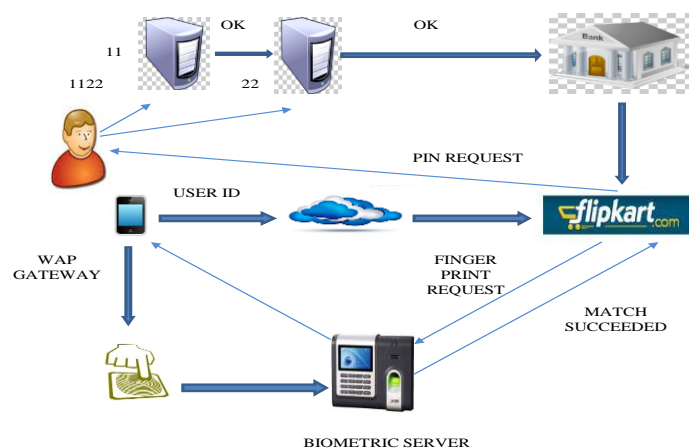 OK
OK
11
1122
22
Bank
PIN REQUEST
USER ID
flipkart
.com
WAP
GATEWAY
FINGER
PRINT
REQUEST
MATCH
SUCCEEDED
BIOMETRIC SERVER